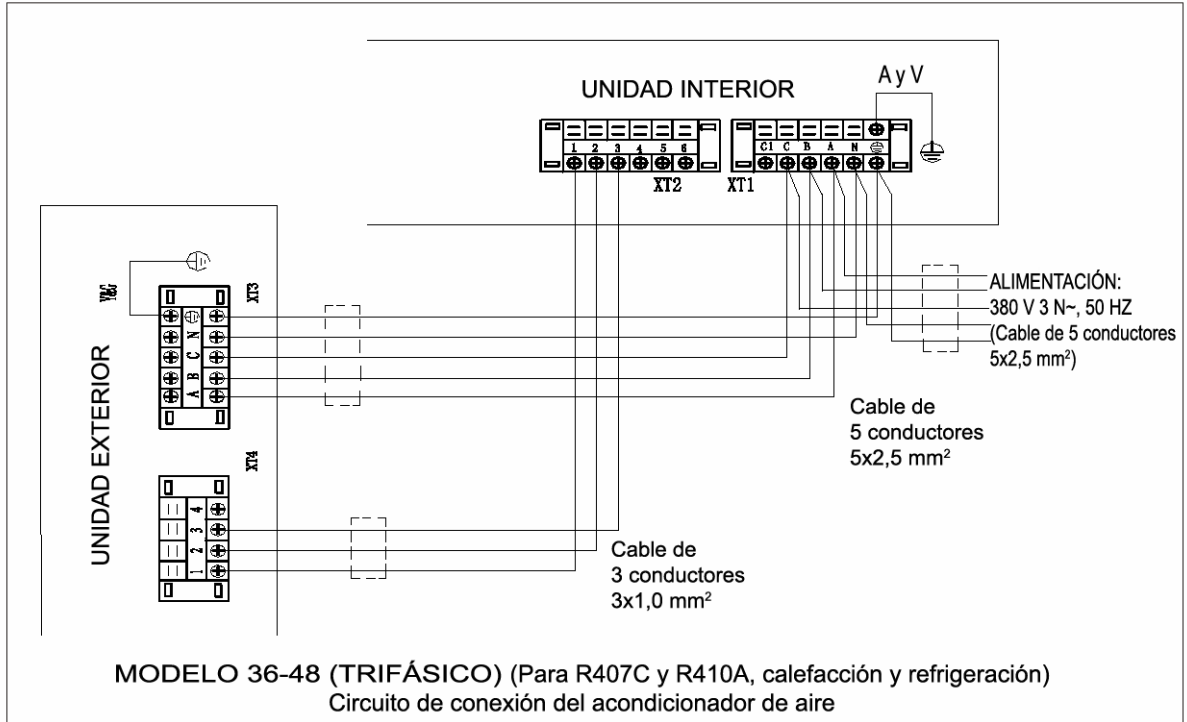 A y V
UNIDAD INTERIOR
1 2 3 4 5 6
C1 C B A N
XT2 XT1
Y&G
XT3
N
C
B
A
UNIDAD EXTERIOR
XT4
4
3
2
1
ALIMENTACIÓN:
380 V 3 N~, 50 HZ
(Cable de 5 conductores
5x2,5 mm²)
Cable de
5 conductores
5x2,5 mm²
Cable de
3 conductores
3x1,0 mm²
MODELO 36-48 (TRIFÁSICO) (Para R407C y R410A, calefacción y refrigeración)
Circuito de conexión del acondicionador de aire